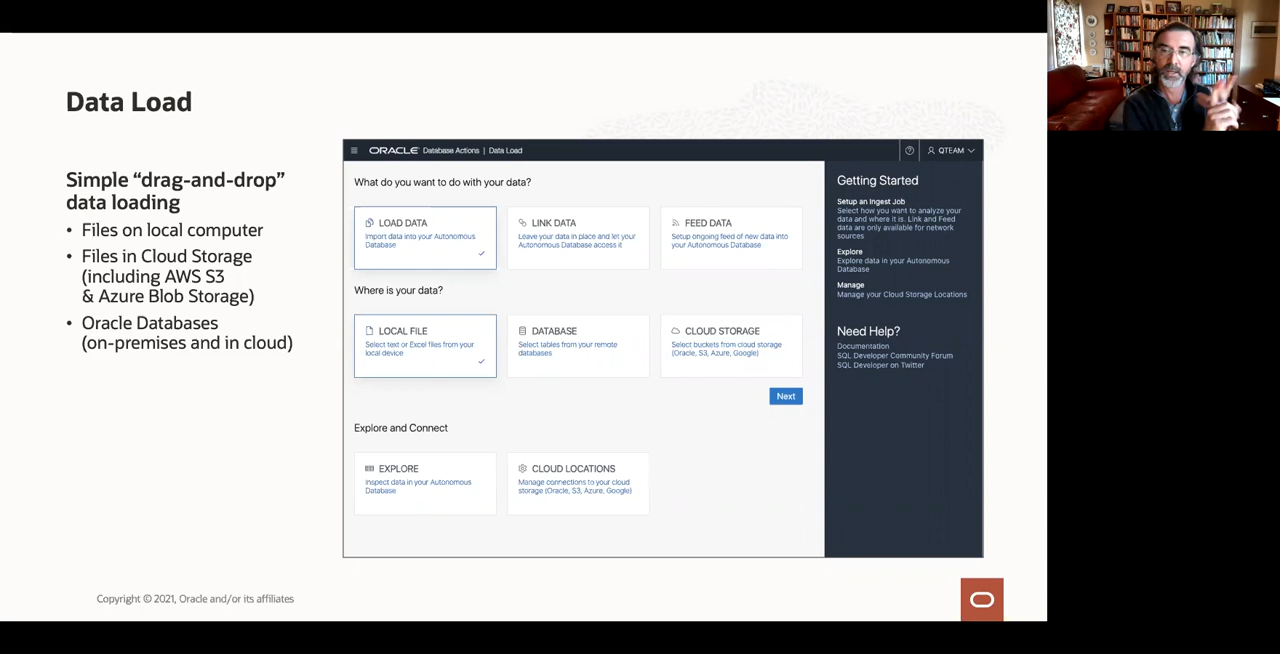 Data Load
Simple “drag-and-drop”
data loading
• Files on local computer
• Files in Cloud Storage
(including AWS S3
& Azure Blob Storage)
• Oracle Databases
(on-premises and in cloud)
ORACLE Database Actions | Data Load
QTEAM
What do you want to do with your data?
LOAD DATA
Import data into your Autonomous
Database
LINK DATA
Leave your data in place and let your
Autonomous Database access it
FEED DATA
Setup ongoing feed of new data into
your Autonomous Database
Where is your data?
LOCAL FILE
Select text or Excel files from your
local device
DATABASE
Select tables from your remote
databases
CLOUD STORAGE
Select buckets from cloud storage
(Oracle, S3, Azure, Google)
Next
Explore and Connect
EXPLORE
Inspect data in your Autonomous
Database
CLOUD LOCATIONS
Manage connections to your cloud
storage (Oracle, S3, Azure, Google)
Getting Started
Setup an Ingest Job
Select how you want to analyze your
data and where it is. Link and Feed
data are only available for network
sources
Explore
Explore data in your Autonomous
Database
Manage
Manage your Cloud Storage Locations
Need Help?
Documentation
SQL Developer Community Forum
SQL Developer on Twitter
Copyright © 2021, Oracle and/or its affiliates